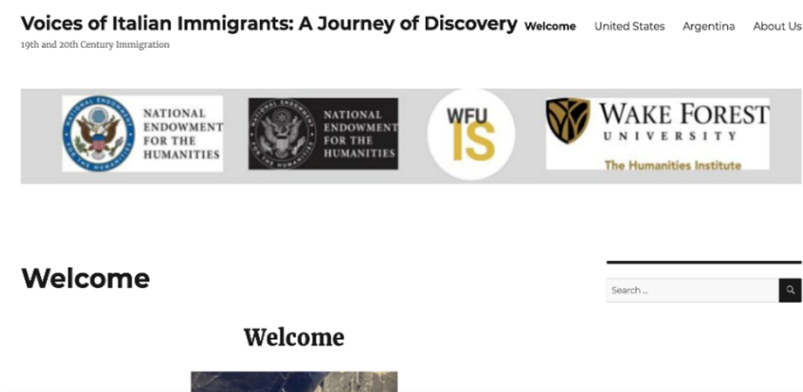 Voices of Italian Immigrants: A Journey of Discovery
19th and 20th Century Immigration
Welcome United States Argentina About Us
NATIONAL
ENDOWMENT
FOR THE
HUMANITIES
NATIONAL
ENDOWMENT
FOR THE
HUMANITIES
WFU
IS
WAKE FOREST
UNIVERSITY
The Humanities Institute
Welcome
Search ...
Welcome